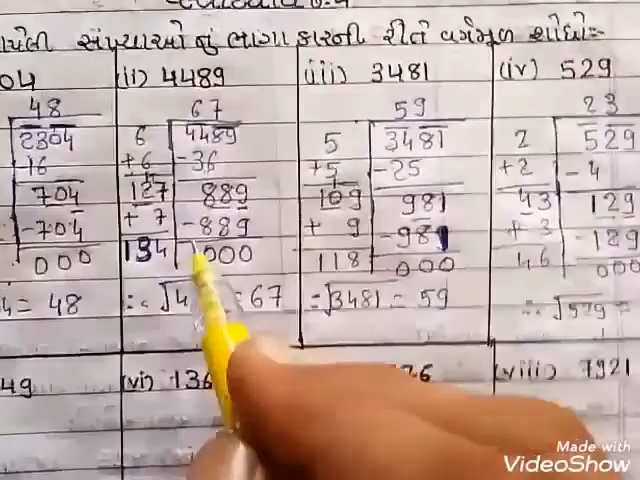 સંખ્યાઓનું ભાગાકારની રીતે વર્ગમૂળ શોધો:-
04 (ii) 4489 (iii) 3481 (iv) 529
48 67 59 23
2304 6 4489 5 3481 2 529
-16 +6 -36 +5 -25 +2 -4
704 127 889 109 981 43 129
-704 +7 -889 +9 -981 +3 -129
000 134 000 118 000 46 000
4 = 48 ∴ √4 = 67 = √3481 = 59 ∴ √529 =
49 (vi) 136 76 (viii) 7921
Made with
VideoShow